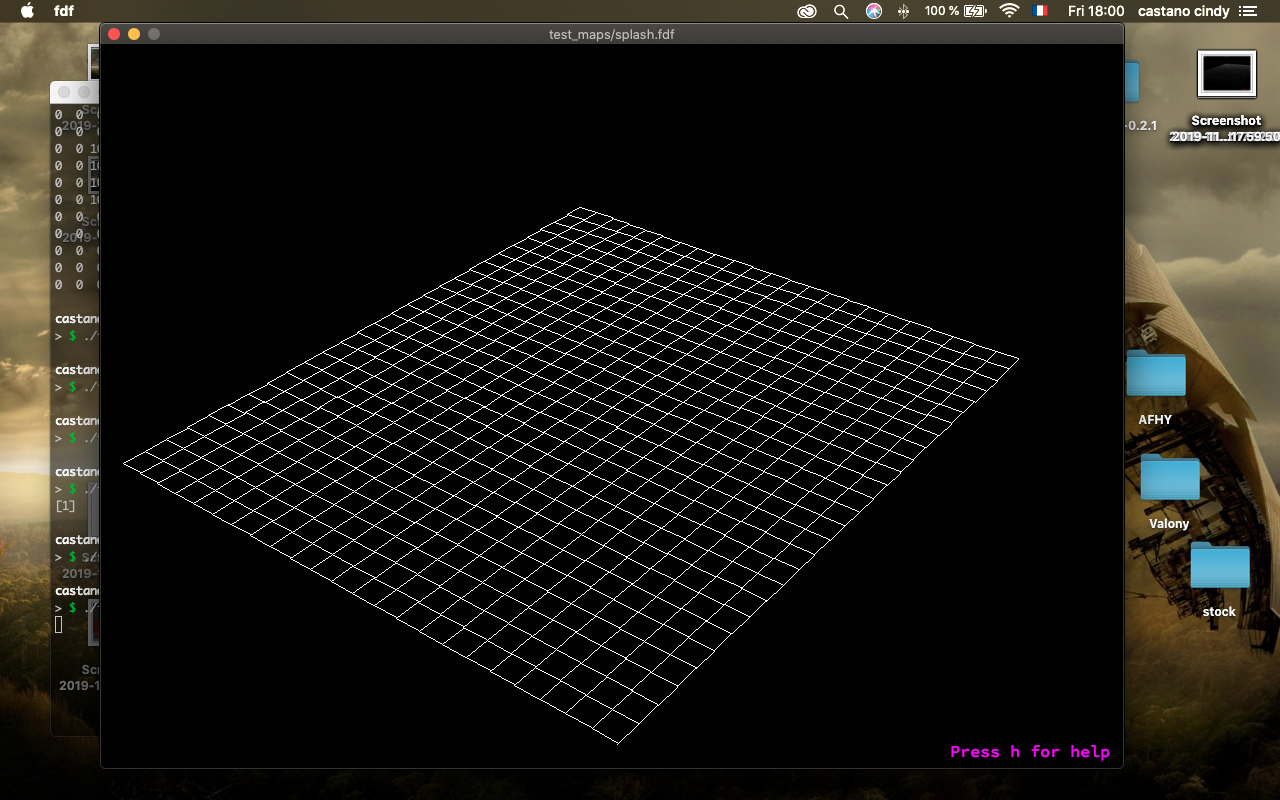 fdf
100 %
Fri 18:00
castano cindy
test_maps/splash.fdf
0 0
0 0
0 0 10
0 0 10
0 0 10
0 0 10
0 0
0 0
0 0
0 0
0 0
castano
> $ ./
castano
> $ ./
castano
> $ ./
castano
> $ ./
[1]
castano
> $ ./
castano
> $ ./
Press h for help
-0.2.1
Screenshot
2019-11...17.59.50
AFHY
Valony
stock